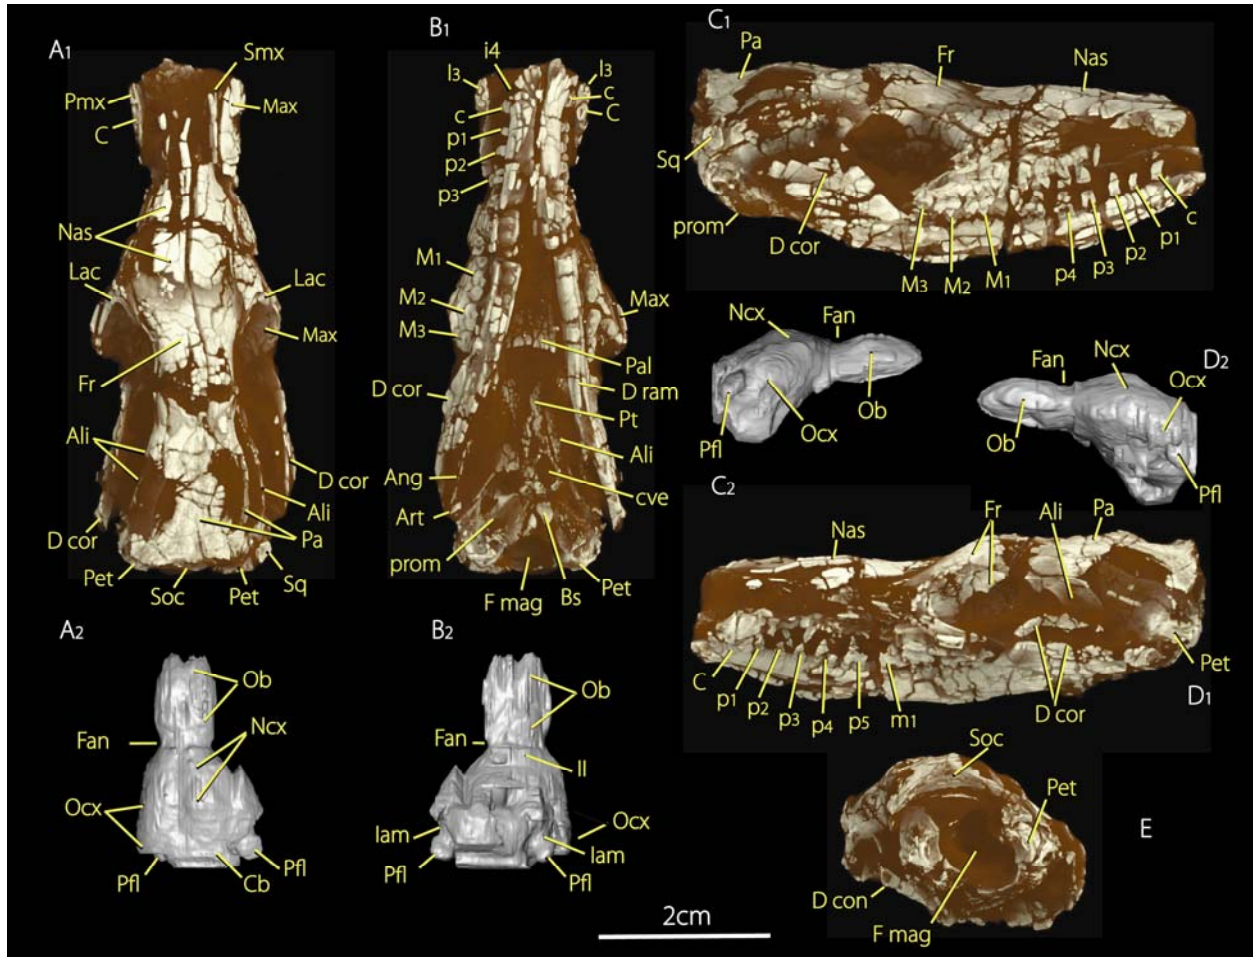 A1
Smx
Pmx
Max
C
Nas
Lac
Lac
Max
Fr
Ali
D cor
Ali
D cor
Pa
Pet
Soc
Pet
Sq
B1
i4
I3
I3
c
c
C
p1
p2
p3
M1
M2
Max
M3
Pal
D cor
D ram
Pt
Ali
Ang
cve
Art
prom
F mag
Bs
Pet
C1
Pa
Fr
Nas
Sq
prom
D cor
M3
M2
M1
p4
p3
p2
p1
c
Ncx
Fan
Pfl
Ocx
Ob
D2
Fan
Ncx
Ocx
Ob
Pfl
C2
Nas
Fr
Ali
Pa
Pet
C
p1
p2
p3
p4
p5
m1
D cor
D1
A2
Ob
Ncx
Fan
Ocx
Pfl
Cb
Pfl
B2
Ob
Fan
II
Iam
Ocx
Iam
Pfl
Pfl
Soc
Pet
E
D con
F mag
2cm